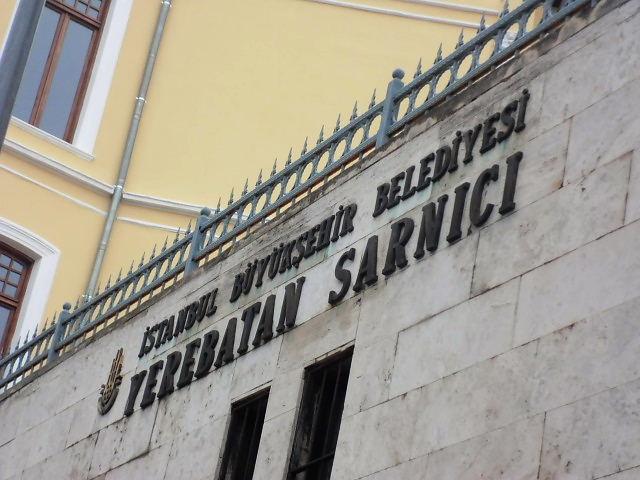 İSTANBUL BÜYÜKŞEHİR BELEDİYESİ
YEREBATAN SARNICI